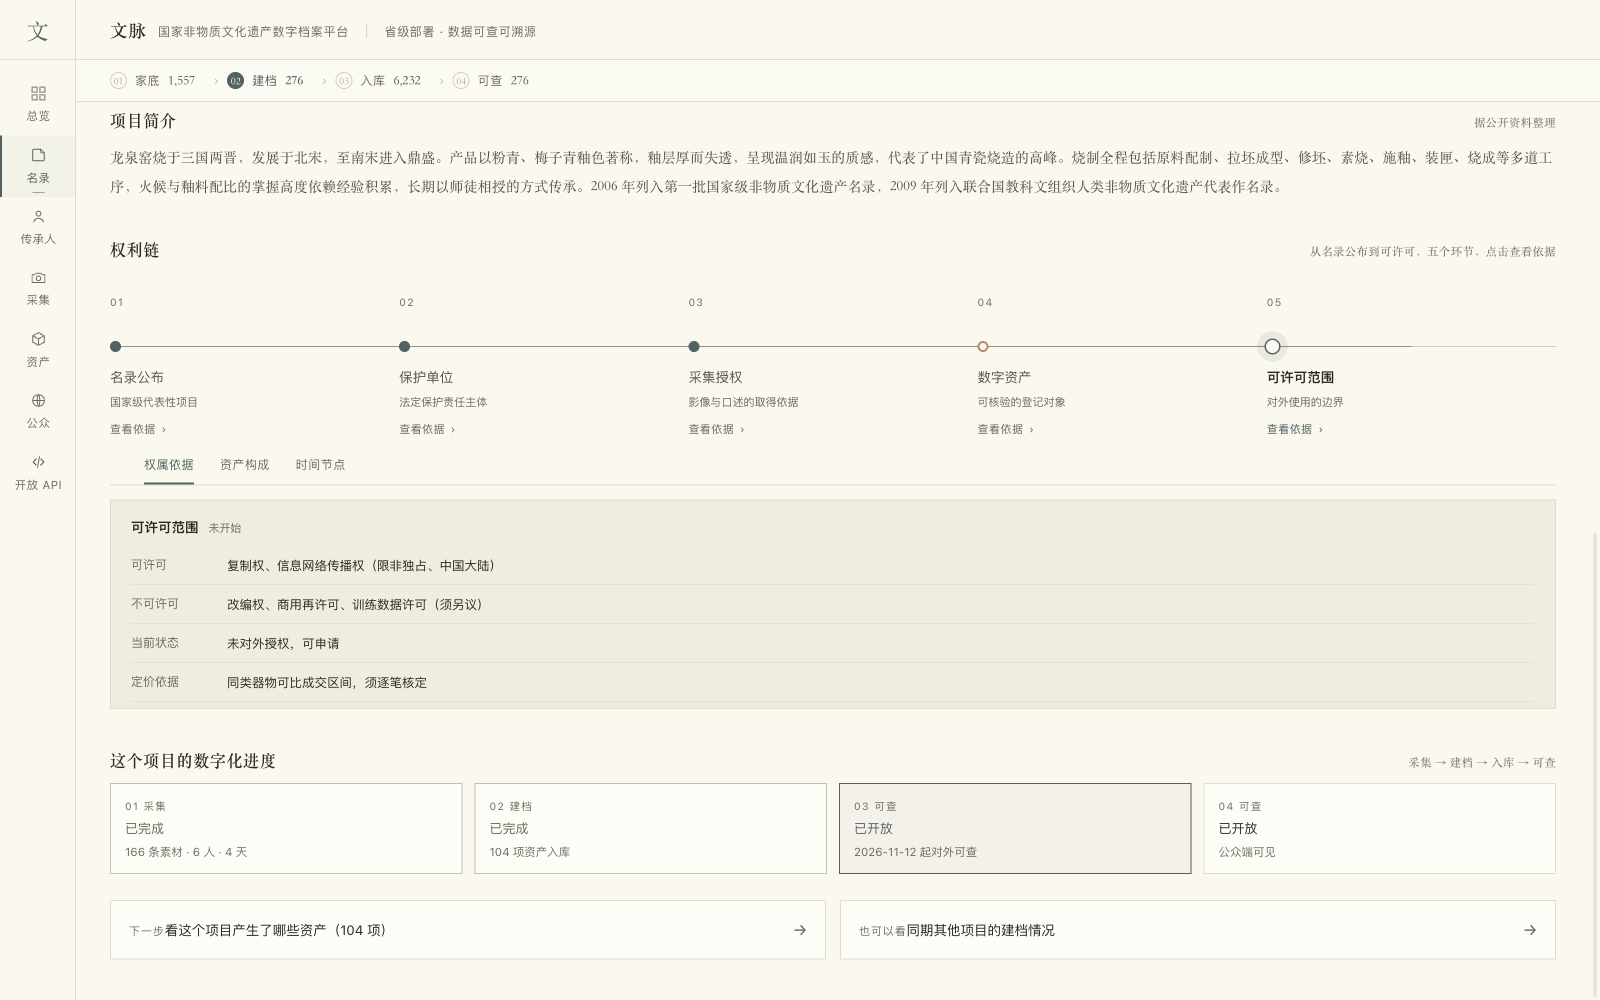 文
文脉 国家非物质文化遗产数字档案平台 | 省级部署 · 数据可查可溯源
01 家底 1,557 › 02 建档 276 › 03 入库 6,232 › 04 可查 276
总览
名录
传承人
采集
资产
公众
开放 API
项目简介 据公开资料整理
龙泉窑烧于三国两晋，发展于北宋，至南宋进入鼎盛。产品以粉青、梅子青釉色著称，釉层厚而失透，呈现温润如玉的质感，代表了中国青瓷烧造的高峰。烧制全程包括原料配制、拉坯成型、修坯、素烧、施釉、装匣、烧成等多道工
序，火候与釉料配比的掌握高度依赖经验积累，长期以师徒相授的方式传承。2006 年列入第一批国家级非物质文化遗产名录，2009 年列入联合国教科文组织人类非物质文化遗产代表作名录。
权利链 从名录公布到可许可，五个环节，点击查看依据
01 02 03 04 05
名录公布 保护单位 采集授权 数字资产 可许可范围
国家级代表性项目 法定保护责任主体 影像与口述的取得依据 可核验的登记对象 对外使用的边界
查看依据 › 查看依据 › 查看依据 › 查看依据 › 查看依据 ›
权属依据 资产构成 时间节点
可许可范围 未开始
可许可 复制权、信息网络传播权（限非独占、中国大陆）
不可许可 改编权、商用再许可、训练数据许可（须另议）
当前状态 未对外授权，可申请
定价依据 同类器物可比成交区间，须逐笔核定
这个项目的数字化进度 采集 → 建档 → 入库 → 可查
01 采集 02 建档 03 可查 04 可查
已完成 已完成 已开放 已开放
166 条素材 · 6 人 · 4 天 104 项资产入库 2026-11-12 起对外可查 公众端可见
下一步看这个项目产生了哪些资产（104 项） → 也可以看同期其他项目的建档情况 →